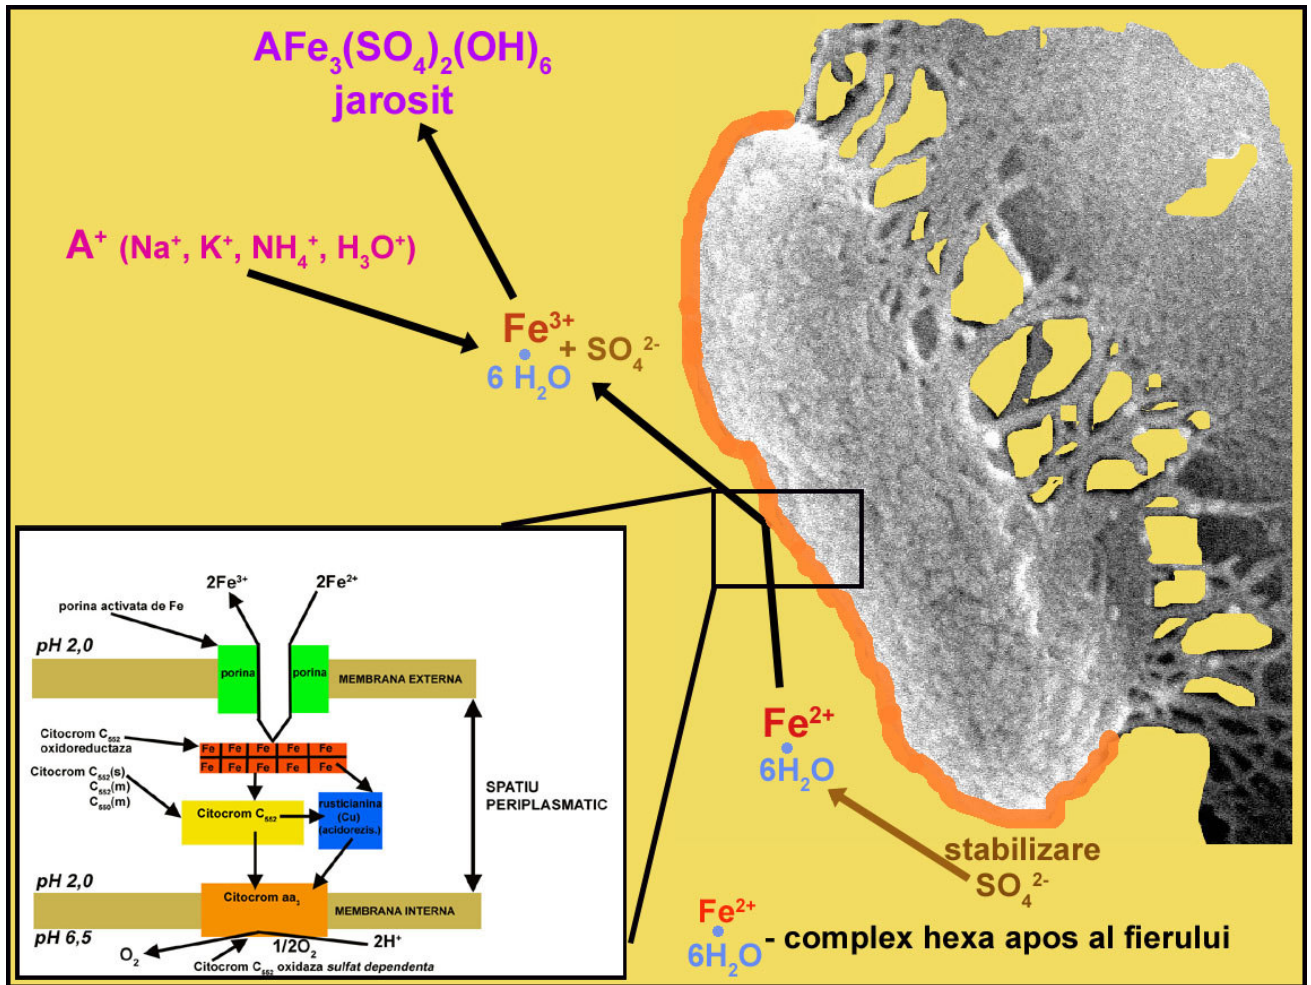 AFe₃(SO₄)₂(OH)₆
jarosit
A⁺ (Na⁺, K⁺, NH₄⁺, H₃O⁺)
Fe³⁺
+ SO₄²⁻
6 H₂O
2Fe³⁺
2Fe²⁺
porina activata de Fe
pH 2,0
porina
porina
MEMBRANA EXTERNA
Citocrom C₅₅₂
oxidoreductaza
Fe Fe Fe Fe Fe
Fe Fe Fe Fe Fe
Citocrom C₅₅₂(s)
C₅₅₂(m)
C₅₅₀(m)
Citocrom C₅₅₂
rusticianina
(Cu)
(acidorezis.)
SPATIU
PERIPLASMATIC
pH 2,0
Citocrom aa₃
MEMBRANA INTERNA
pH 6,5
O₂
1/2O₂
2H⁺
Citocrom C₅₅₂ oxidaza sulfat dependenta
Fe²⁺
6H₂O
stabilizare
SO₄²⁻
Fe²⁺
6H₂O
- complex hexa apos al fierului